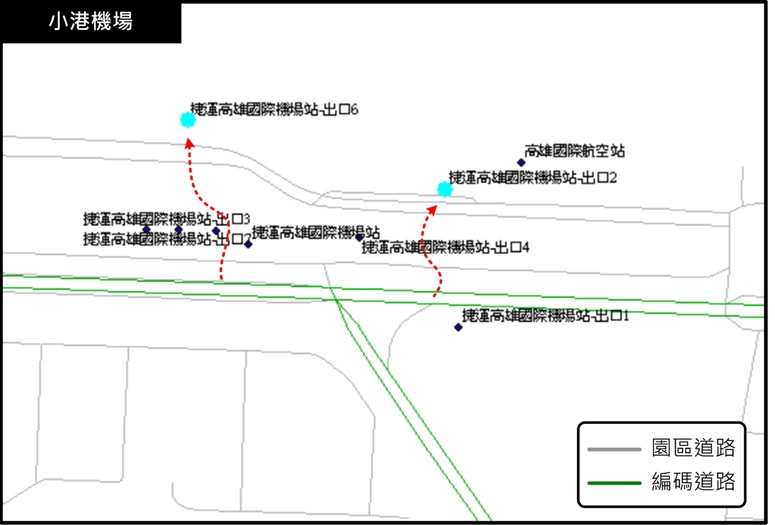 小港機場
捷運高雄國際機場站-出口6
高雄國際航空站
捷運高雄國際機場站-出口2
捷運高雄國際機場站-出口3
捷運高雄國際機場站-出口2
捷運高雄國際機場站
捷運高雄國際機場站-出口4
捷運高雄國際機場站-出口1
園區道路
編碼道路